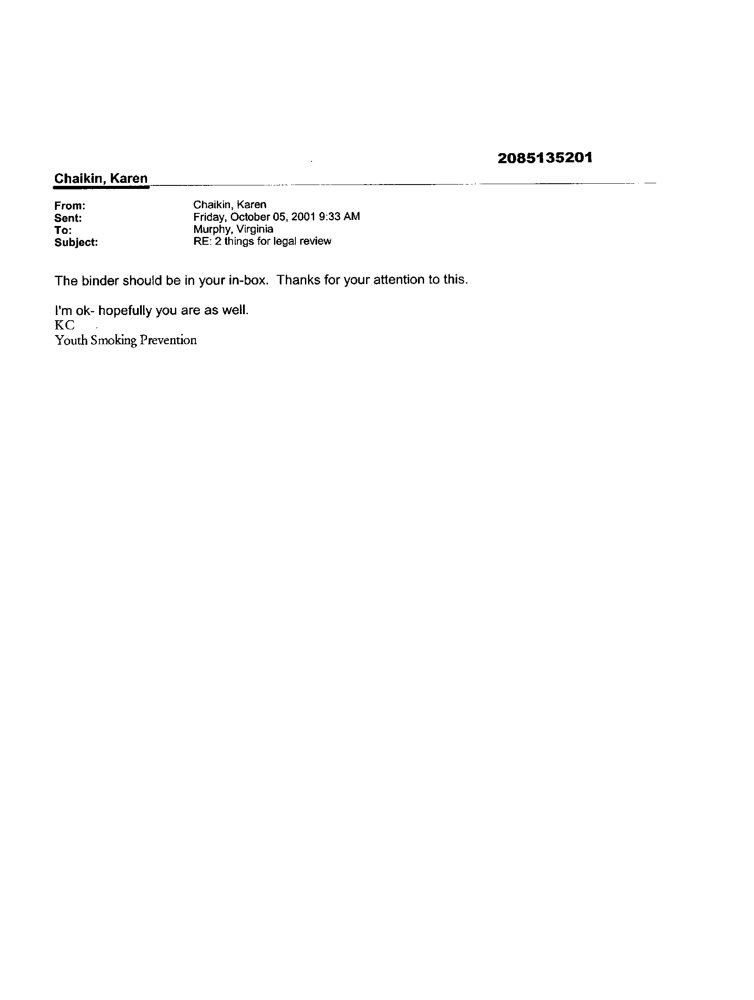 2085135201
Chaikin, Karen
From: Chaikin, Karen
Sent: Friday, October 05, 2001 9:33 AM
To: Murphy, Virginia
Subject: RE: 2 things for legal review
The binder should be in your in-box. Thanks for your attention to this.
I'm ok- hopefully you are as well.
KC
Youth Smoking Prevention